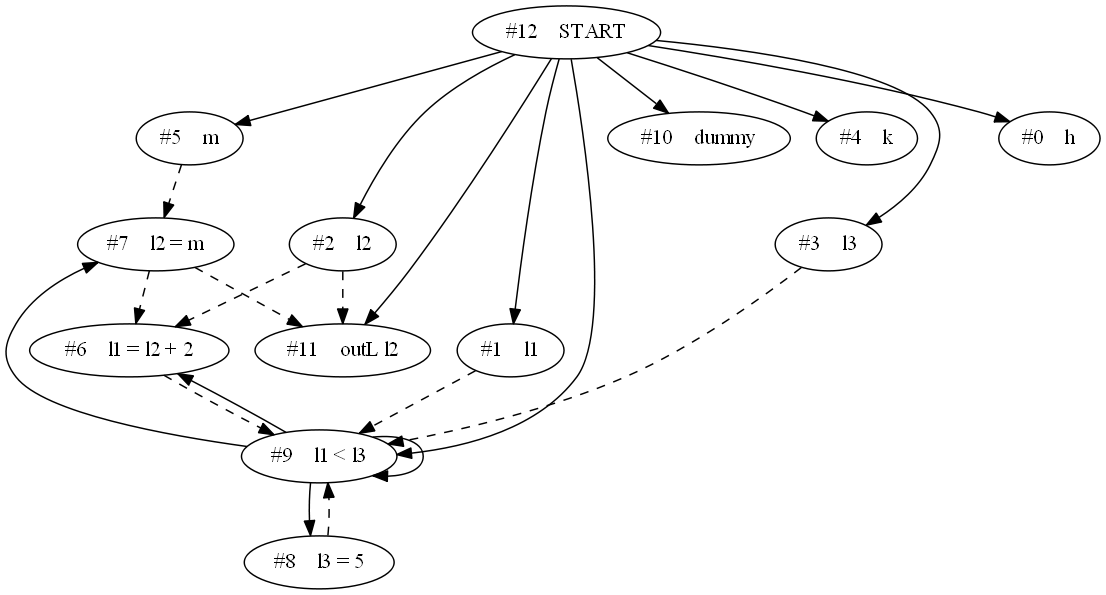 #12 START
#5 m
#10 dummy
#4 k
#0 h
#7 l2 = m
#2 l2
#3 l3
#6 l1 = l2 + 2
#11 outL l2
#1 l1
#9 l1 < l3
#8 l3 = 5